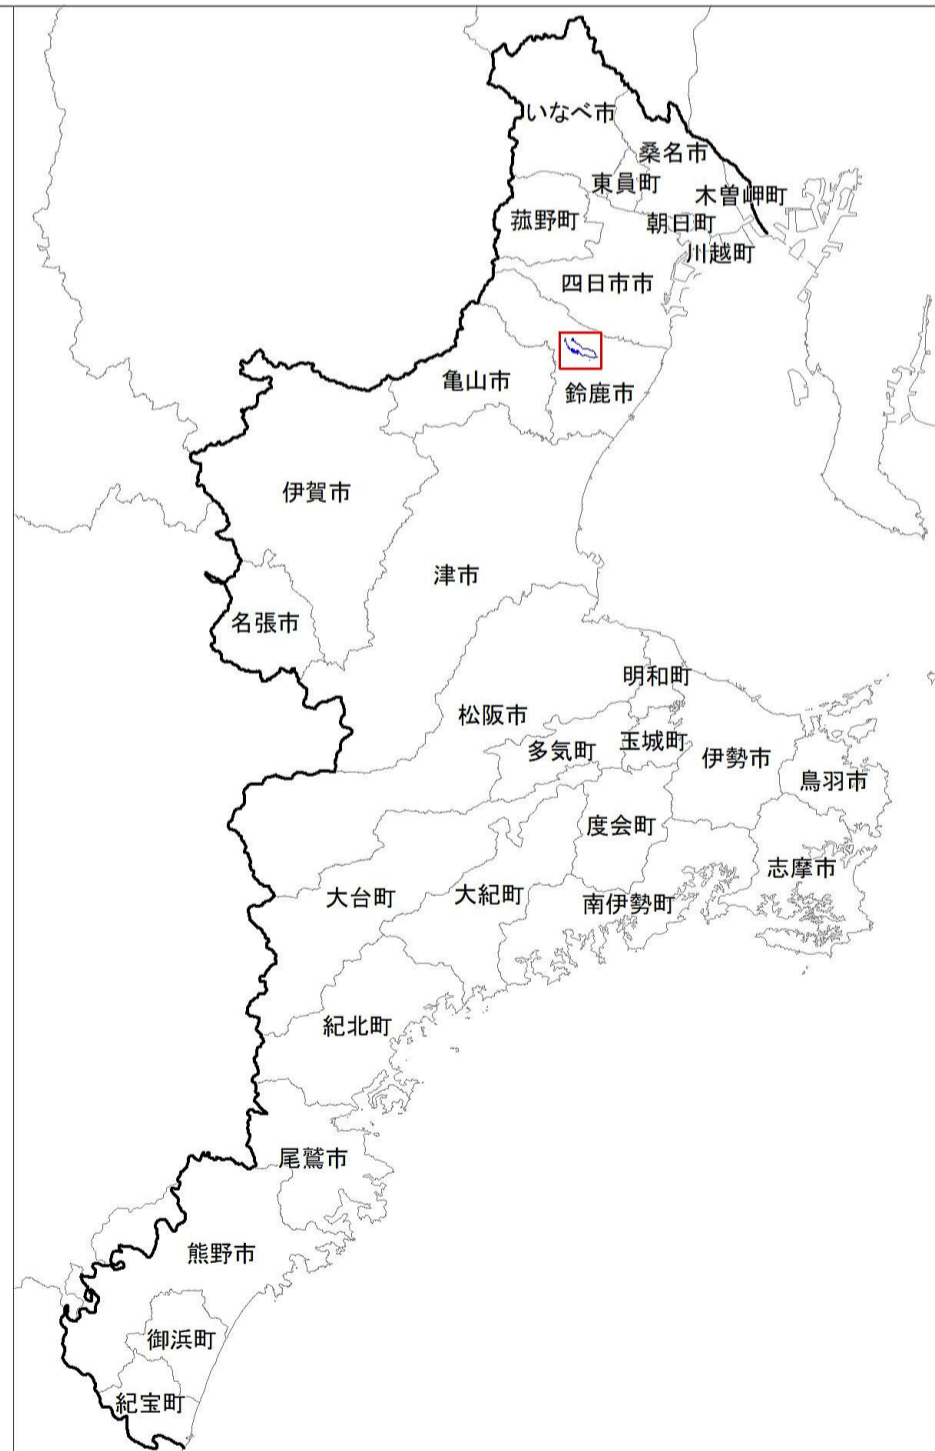 いなべ市
桑名市
東員町
木曽岬町
菰野町
朝日町
川越町
四日市市
亀山市
鈴鹿市
伊賀市
津市
名張市
明和町
松阪市
多気町
玉城町
伊勢市
鳥羽市
度会町
志摩市
大台町
大紀町
南伊勢町
紀北町
尾鷲市
熊野市
御浜町
紀宝町